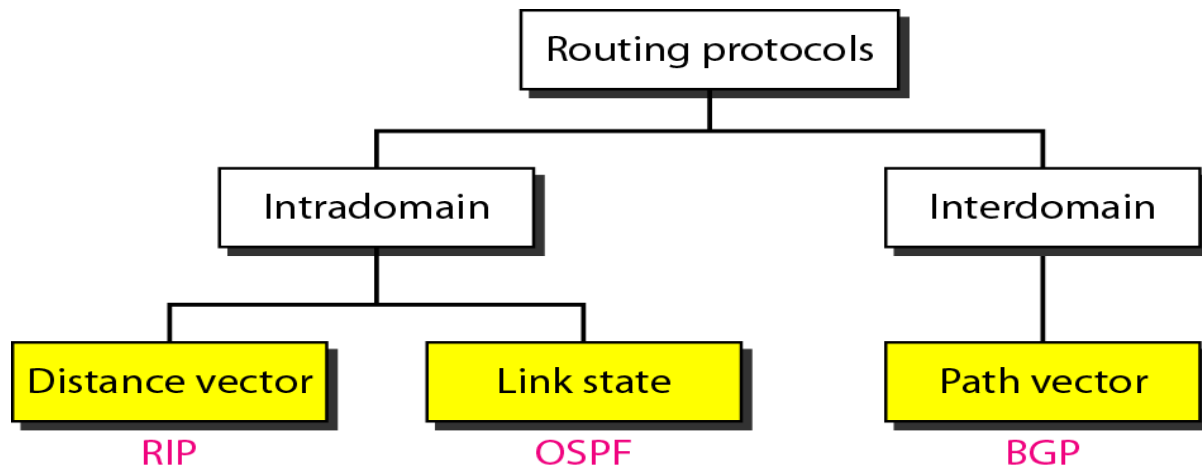 Routing protocols
Intradomain
Interdomain
Distance vector
Link state
Path vector
RIP
OSPF
BGP